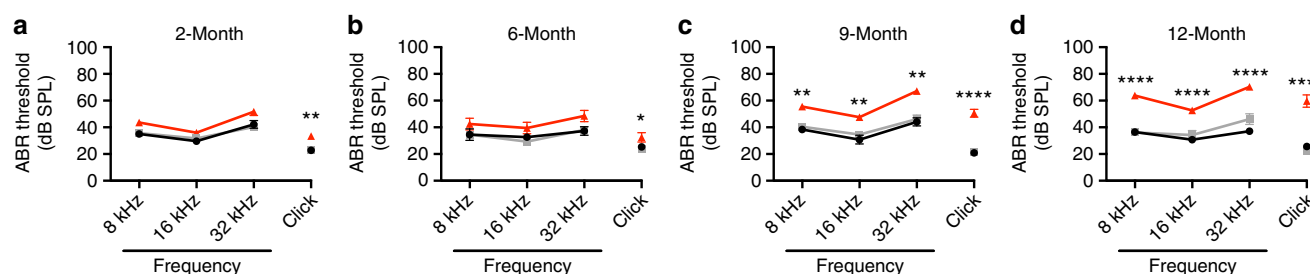 a
2-Month
ABR threshold
(dB SPL)
100
80
60
40
20
0
**
8 kHz
16 kHz
32 kHz
Click
Frequency
b
6-Month
ABR threshold
(dB SPL)
100
80
60
40
20
0
*
8 kHz
16 kHz
32 kHz
Click
Frequency
c
9-Month
ABR threshold
(dB SPL)
100
80
60
40
20
0
**
**
**
****
8 kHz
16 kHz
32 kHz
Click
Frequency
d
12-Month
ABR threshold
(dB SPL)
100
80
60
40
20
0
****
****
****
***
8 kHz
16 kHz
32 kHz
Click
Frequency